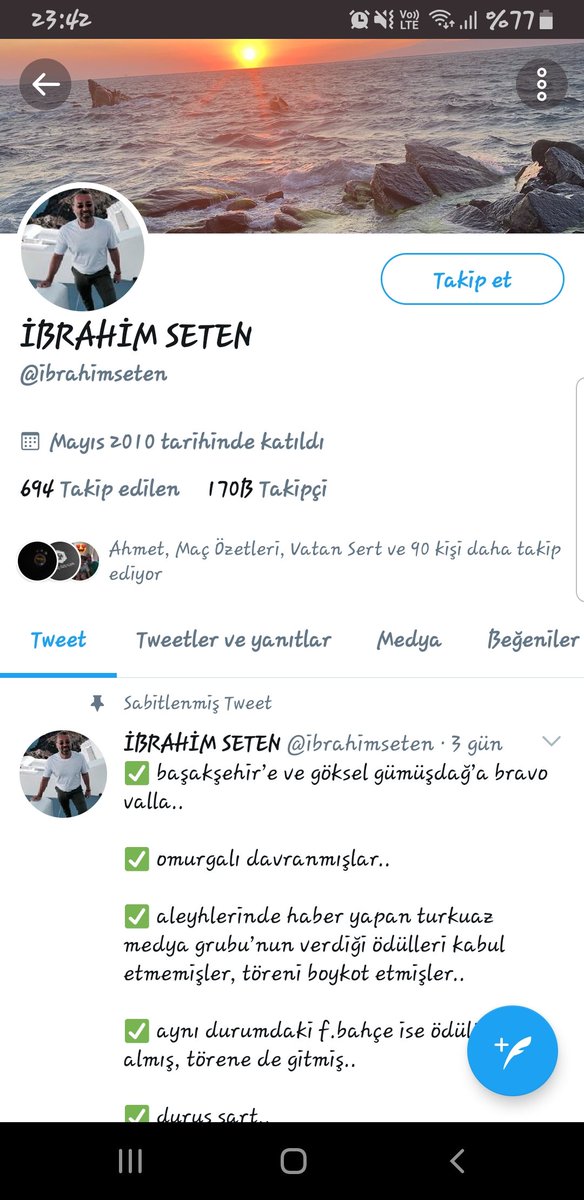 23:42 Vo)) LTE %77
Takip et
İBRAHİM SETEN
@ibrahimseten
Mayıs 2010 tarihinde katıldı
694 Takip edilen 170B Takipçi
Ahmet, Maç Özetleri, Vatan Sert ve 90 kişi daha takip
ediyor
Tweet Tweetler ve yanıtlar Medya Beğeniler
Sabitlenmiş Tweet
İBRAHİM SETEN @ibrahimseten · 3 gün
✅ başakşehir'e ve göksel gümüşdağ'a bravo
valla..
✅ omurgalı davranmışlar..
✅ aleyhlerinde haber yapan turkuaz
medya grubu'nun verdiği ödülleri kabul
etmemişler, töreni boykot etmişler..
✅ aynı durumdaki f.bahçe ise
almış, törene de gitmiş..
✅ duruş şart..